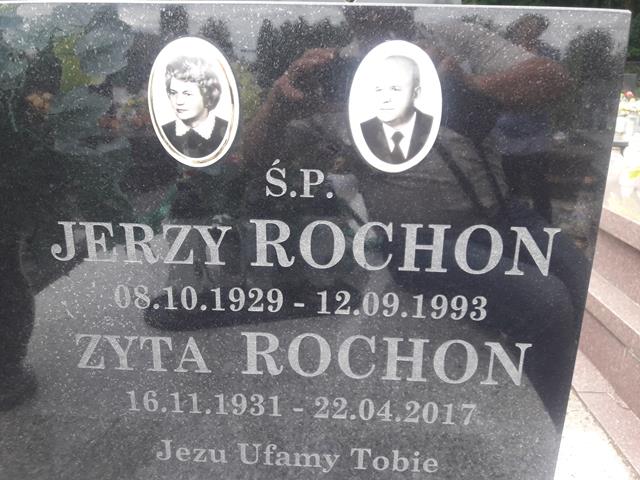 Ś.P.
JERZY ROCHON
08.10.1929 - 12.09.1993
ZYTA ROCHON
16.11.1931 - 22.04.2017
Jezu Ufamy Tobie